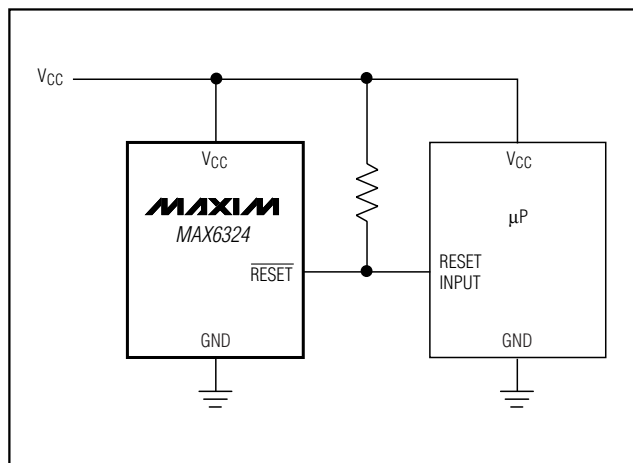 VCC
VCC
MAXIM
MAX6324
RESET
GND
VCC
µP
RESET
INPUT
GND